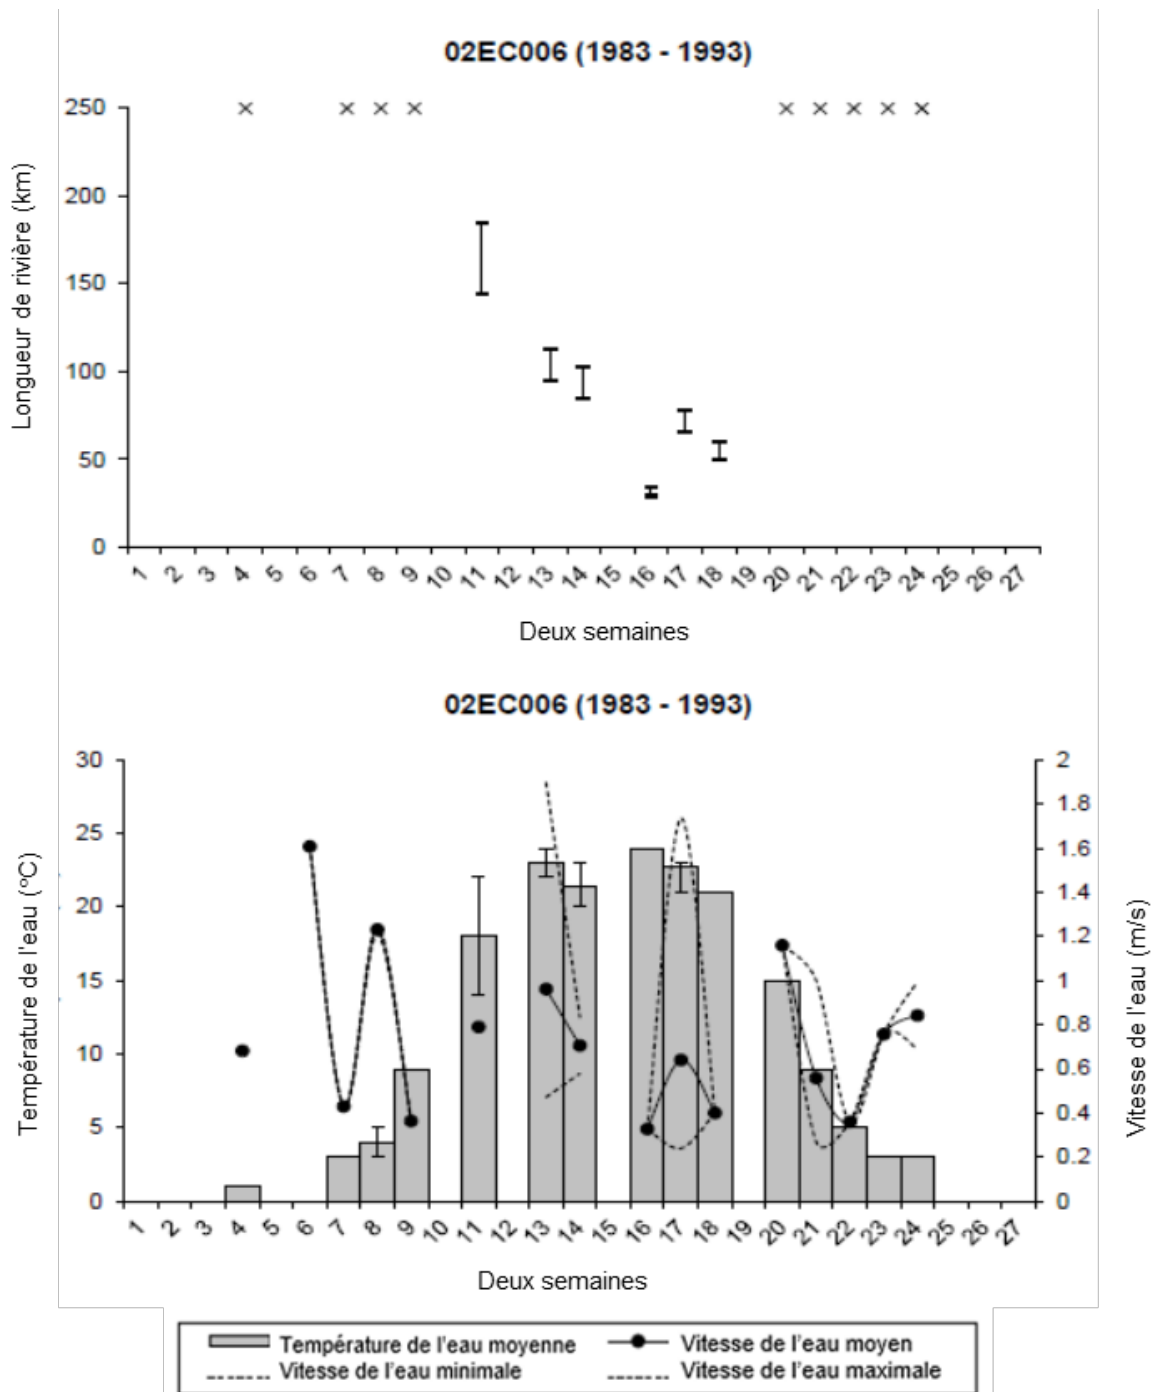 02EC006 (1983 - 1993)
Longueur de rivière (km)
250
200
150
100
50
0
1 2 3 4 5 6 7 8 9 10 11 12 13 14 15 16 17 18 19 20 21 22 23 24 25 26 27
Deux semaines
02EC006 (1983 - 1993)
Température de l'eau (°C)
30
25
20
15
10
5
0
2
1.8
1.6
1.4
1.2
1
0.8
0.6
0.4
0.2
0
Vitesse de l'eau (m/s)
1 2 3 4 5 6 7 8 9 10 11 12 13 14 15 16 17 18 19 20 21 22 23 24 25 26 27
Deux semaines
Température de l'eau moyenne Vitesse de l'eau moyen
Vitesse de l'eau minimale Vitesse de l'eau maximale